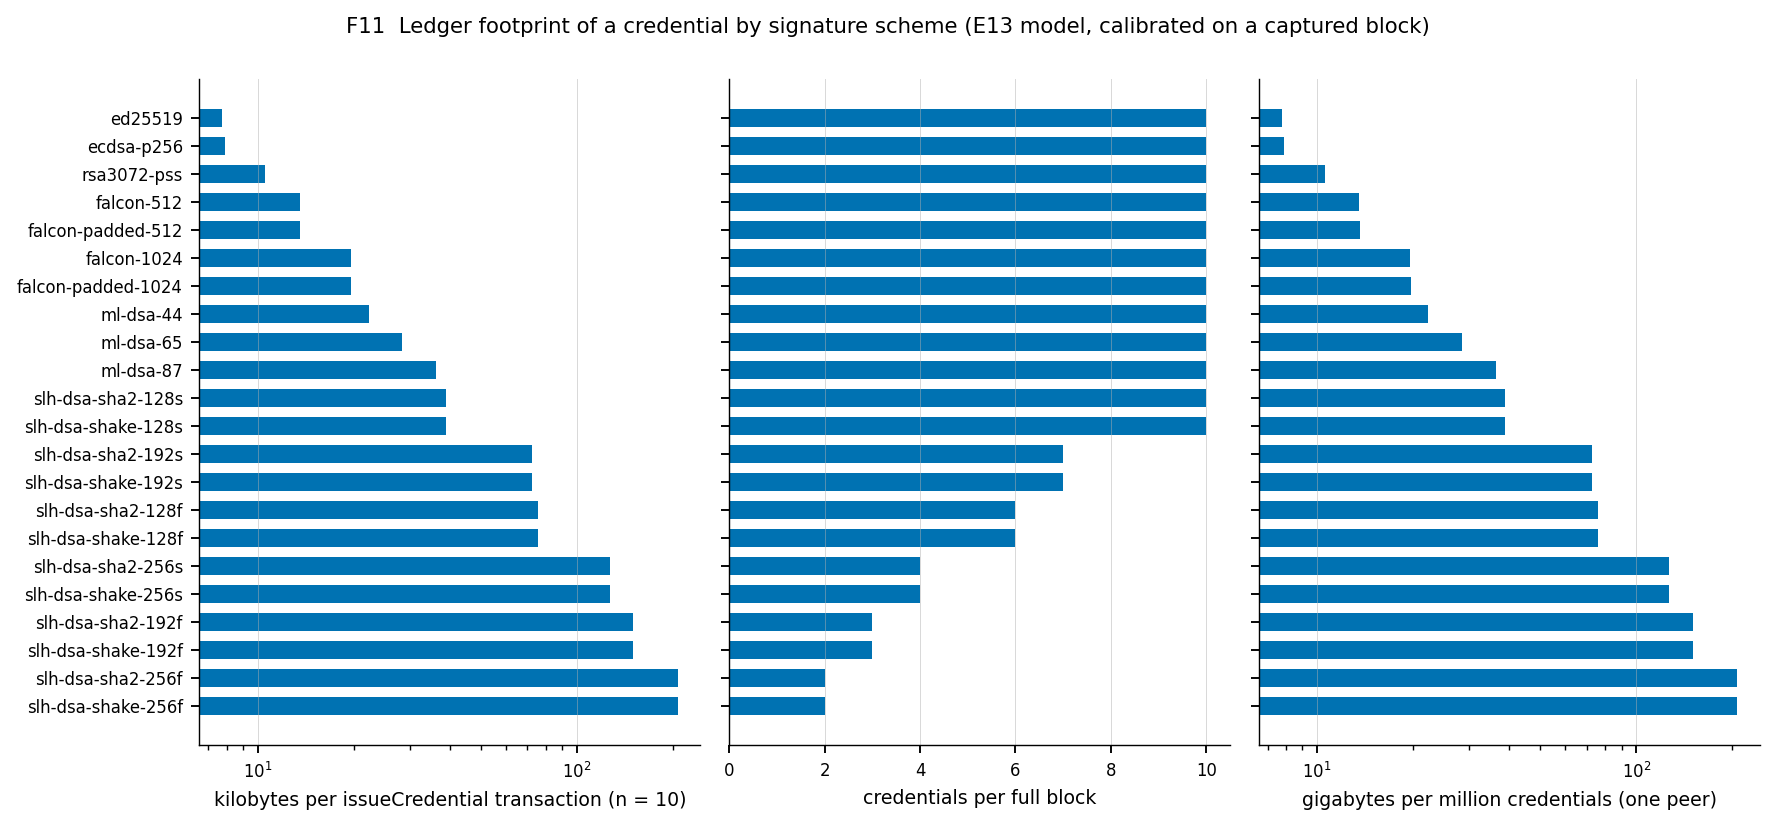 F11  Ledger footprint of a credential by signature scheme (E13 model, calibrated on a captured block)
ed25519
ecdsa-p256
rsa3072-pss
falcon-512
falcon-padded-512
falcon-1024
falcon-padded-1024
ml-dsa-44
ml-dsa-65
ml-dsa-87
slh-dsa-sha2-128s
slh-dsa-shake-128s
slh-dsa-sha2-192s
slh-dsa-shake-192s
slh-dsa-sha2-128f
slh-dsa-shake-128f
slh-dsa-sha2-256s
slh-dsa-shake-256s
slh-dsa-sha2-192f
slh-dsa-shake-192f
slh-dsa-sha2-256f
slh-dsa-shake-256f
10¹ 10²
kilobytes per issueCredential transaction (n = 10)
0 2 4 6 8 10
credentials per full block
10¹ 10²
gigabytes per million credentials (one peer)